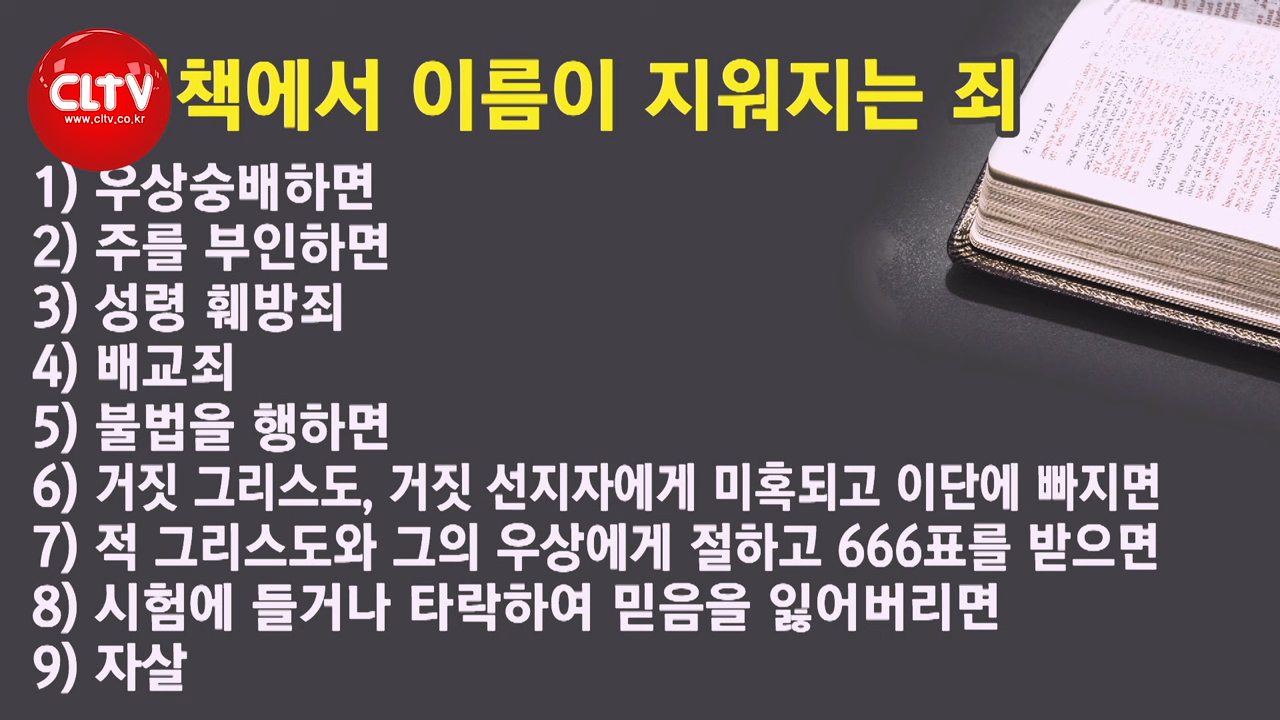 CLTV
www.cltv.co.kr
책에서 이름이 지워지는 죄
1) 우상숭배하면
2) 주를 부인하면
3) 성령 훼방죄
4) 배교죄
5) 불법을 행하면
6) 거짓 그리스도, 거짓 선지자에게 미혹되고 이단에 빠지면
7) 적 그리스도와 그의 우상에게 절하고 666표를 받으면
8) 시험에 들거나 타락하여 믿음을 잃어버리면
9) 자살